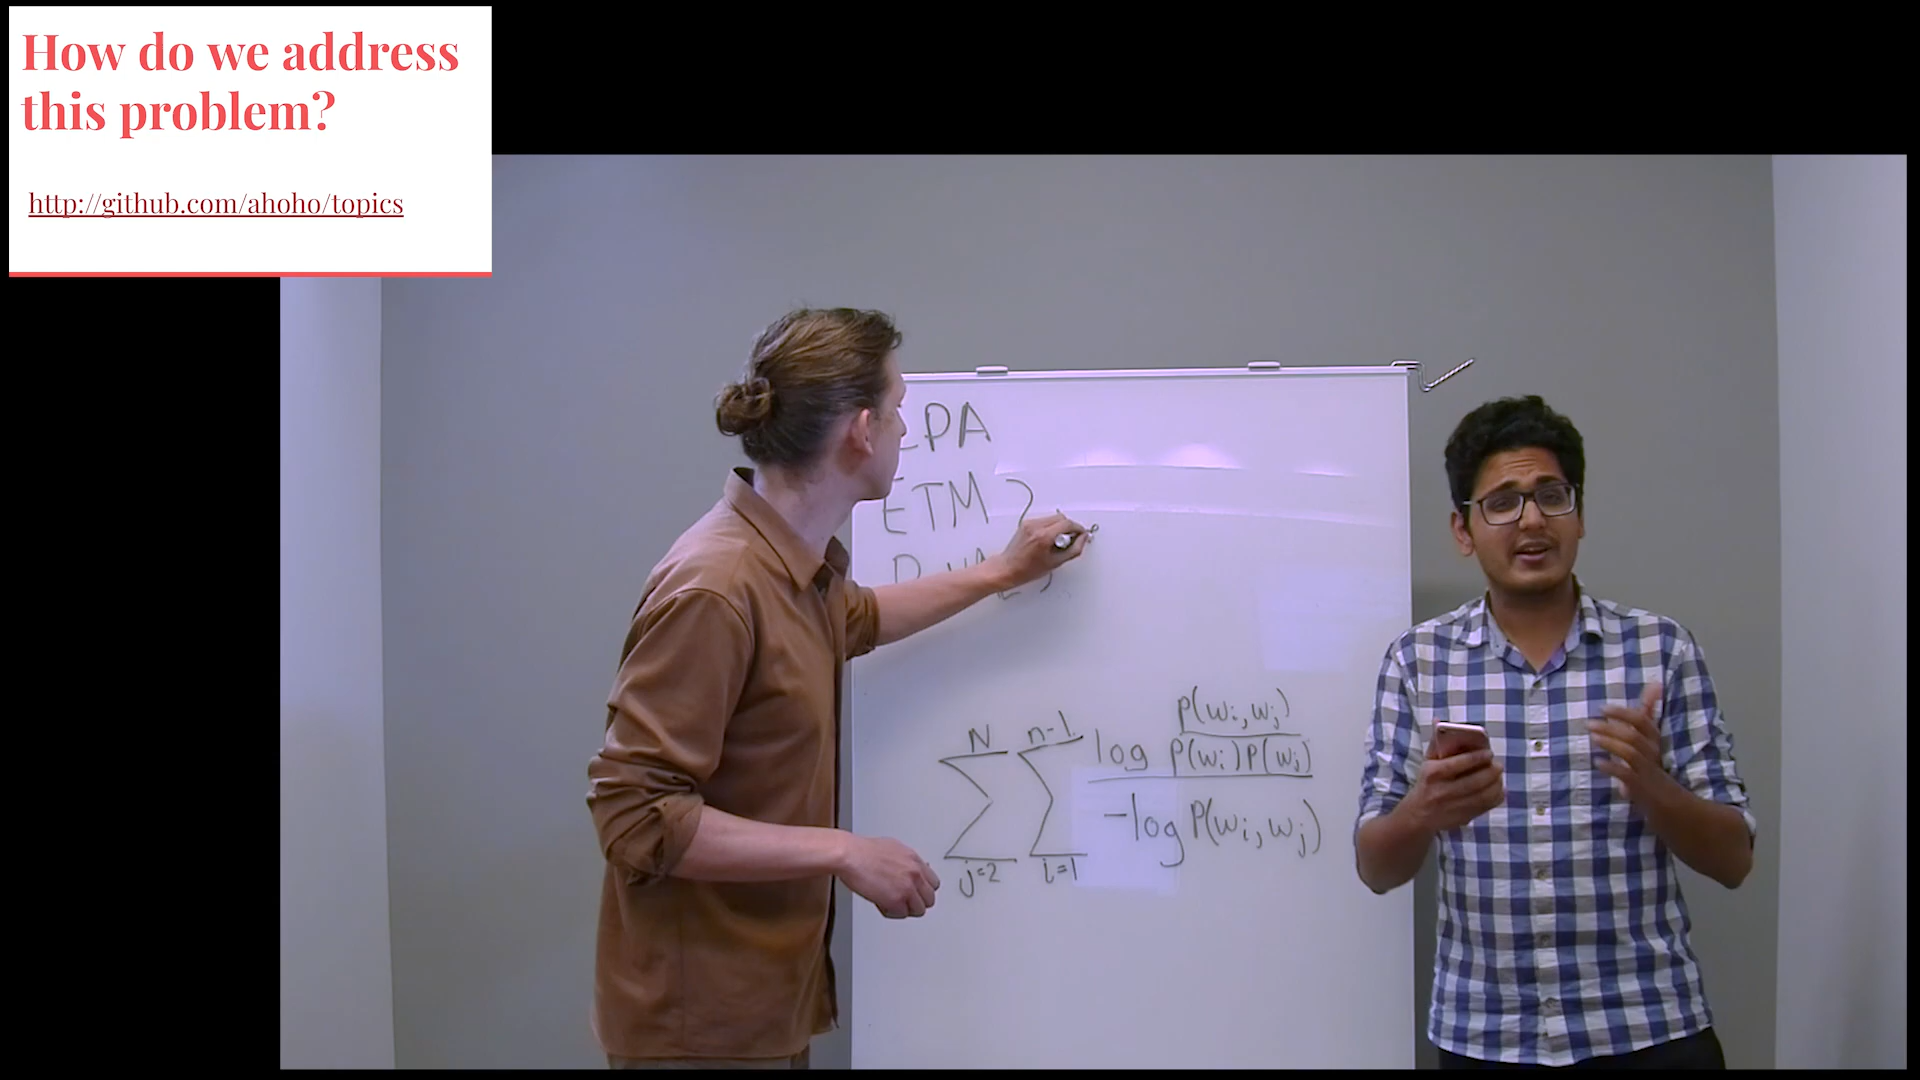 How do we address
this problem?
http://github.com/ahoho/topics
LDA
ETM
N n-1
log P(wi, wj)
P(wi) P(wj)
-log P(wi, wj)
j=2 i=1